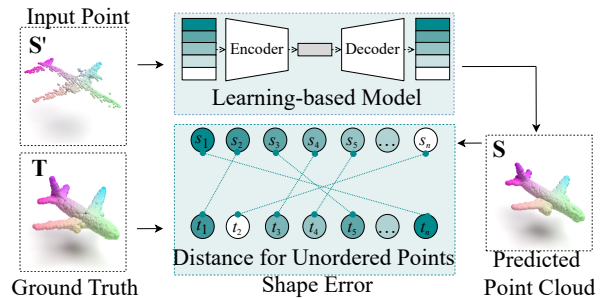 Input Point
S'
Encoder
Decoder
Learning-based Model
s1 s2 s3 s4 s5 ... sn
S
T
t1 t2 t3 t4 t5 ... tn
Distance for Unordered Points
Ground Truth
Shape Error
Predicted
Point Cloud